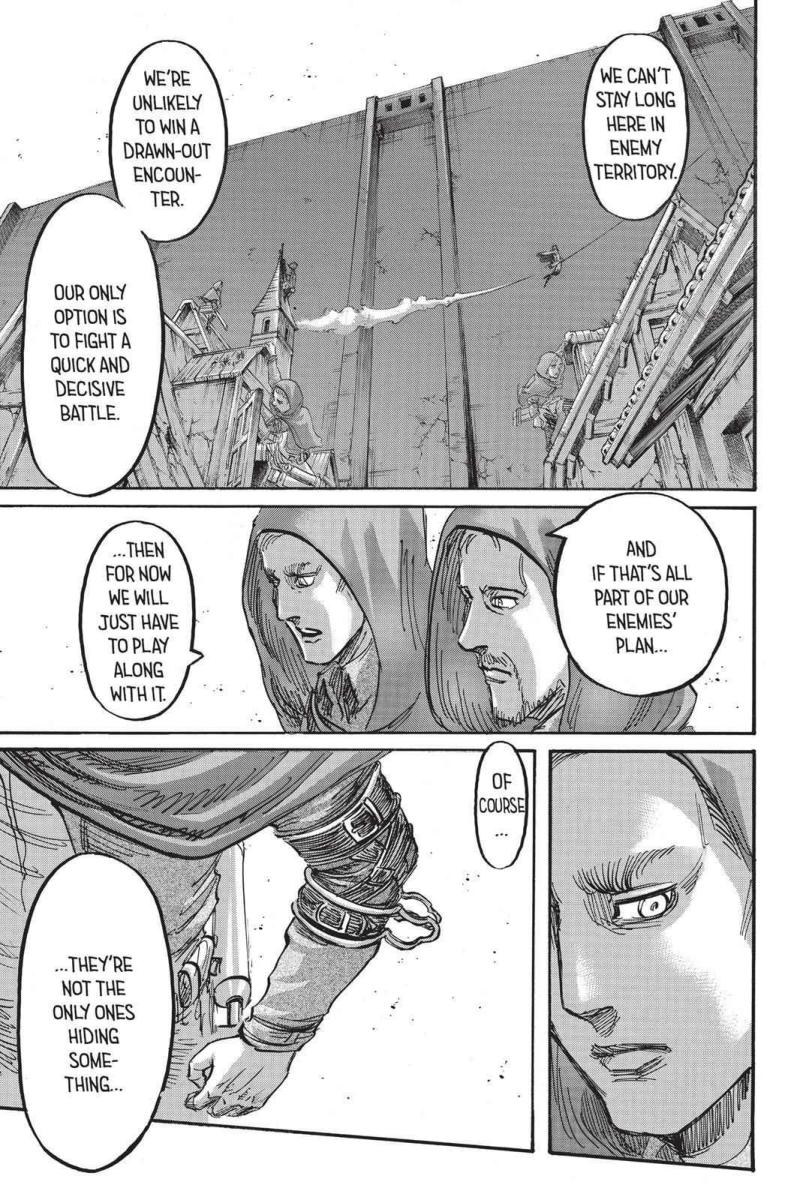 WE CAN'T
STAY LONG
HERE IN
ENEMY
TERRITORY.
WE'RE
UNLIKELY
TO WIN A
DRAWN-OUT
ENCOUN-
TER.
OUR ONLY
OPTION IS
TO FIGHT A
QUICK AND
DECISIVE
BATTLE.
AND
IF THAT'S ALL
PART OF OUR
ENEMIES'
PLAN...
...THEN
FOR NOW
WE WILL
JUST HAVE
TO PLAY
ALONG
WITH IT.
OF
COURSE
...
...THEY'RE
NOT THE
ONLY ONES
HIDING
SOME-
THING...